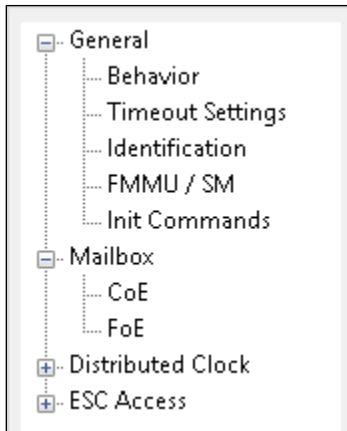 General
Behavior
Timeout Settings
Identification
FMMU / SM
Init Commands
Mailbox
CoE
FoE
Distributed Clock
ESC Access